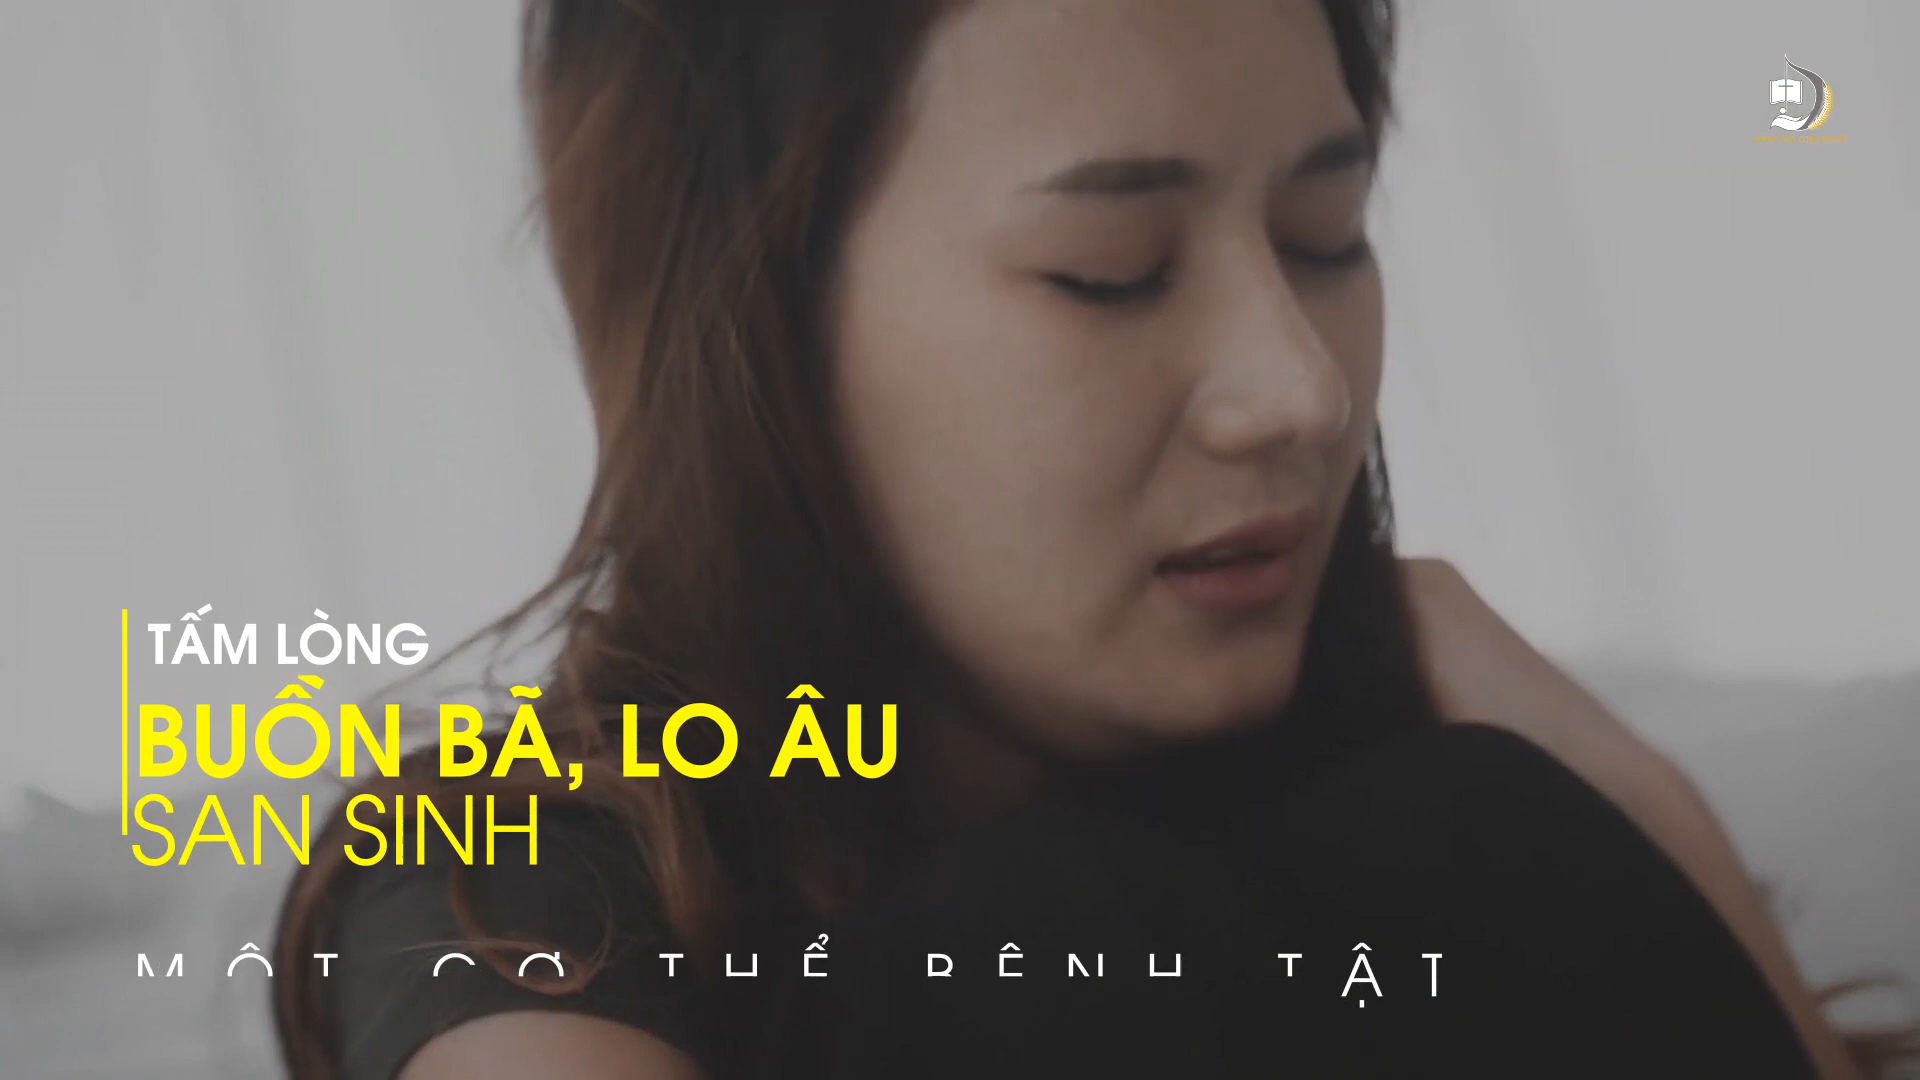 TẤM LÒNG
BUỒN BÃ, LO ÂU
SAN SINH
MỘT CƠ THỂ BỆNH TẬT